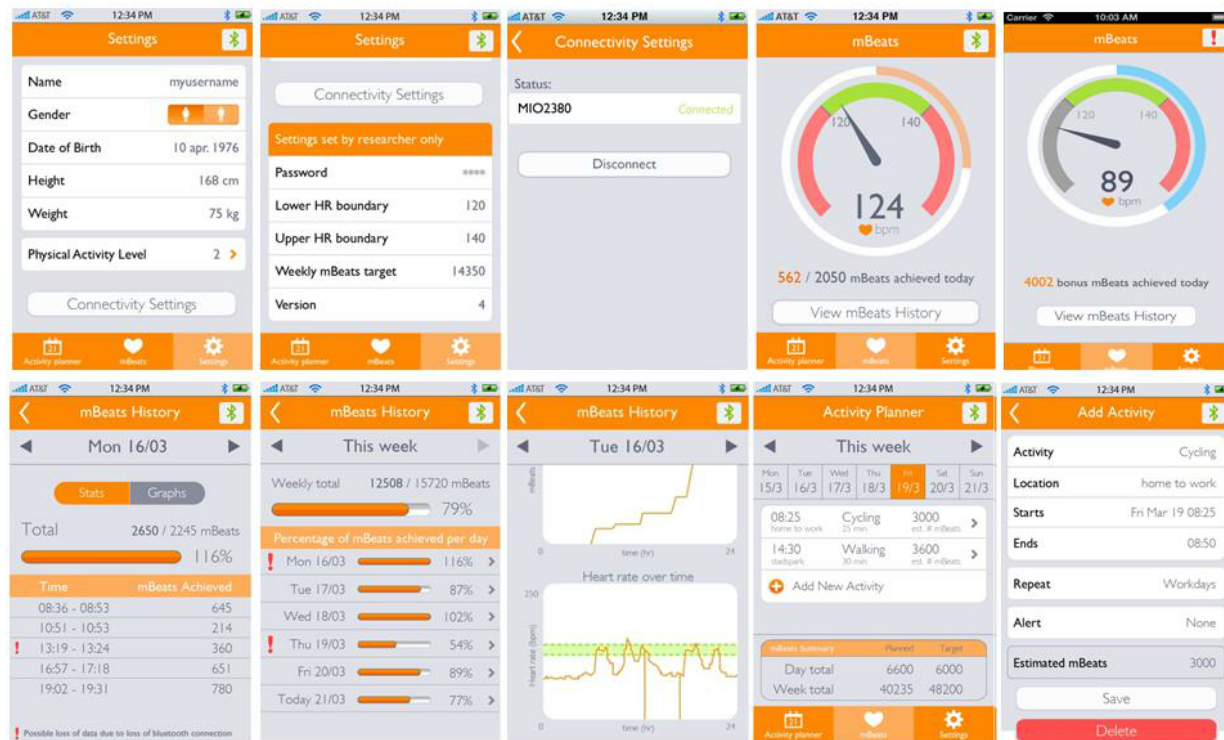 AT&T 12:34 PM
Settings
Name myusername
Gender
Date of Birth 10 apr. 1976
Height 168 cm
Weight 75 kg
Physical Activity Level 2
Connectivity Settings
Activity planner mBeats Settings
AT&T 12:34 PM
Settings
Connectivity Settings
Settings set by researcher only
Password ****
Lower HR boundary 120
Upper HR boundary 140
Weekly mBeats target 14350
Version 4
Activity planner mBeats Settings
AT&T 12:34 PM
Connectivity Settings
Status:
MIO2380 Connected
Disconnect
AT&T 12:34 PM
mBeats
120 140
124
bpm
562 / 2050 mBeats achieved today
View mBeats History
Activity planner mBeats Settings
Carrier 10:03 AM
mBeats !
120 140
89
bpm
4002 bonus mBeats achieved today
View mBeats History
AT&T 12:34 PM
mBeats History
Mon 16/03
Stats Graphs
Total 2650 / 2245 mBeats
116%
Time mBeats Achieved
08:36 - 08:53 645
10:51 - 10:53 214
! 13:19 - 13:24 360
16:57 - 17:18 651
19:02 - 19:31 780
! Possible loss of data due to loss of bluetooth connection
AT&T 12:34 PM
mBeats History
This week
Weekly total 12508 / 15720 mBeats
79%
Percentage of mBeats achieved per day
! Mon 16/03 116%
Tue 17/03 87%
Wed 18/03 102%
! Thu 19/03 54%
Fri 20/03 89%
Today 21/03 77%
AT&T 12:34 PM
mBeats History
Tue 16/03
mBeats
0 time (hr) 24
Heart rate over time
250
Heart rate (bpm)
0 time (hr) 24
AT&T 12:34 PM
Activity Planner
This week
Mon Tue Wed Thu Fri Sat Sun
15/3 16/3 17/3 18/3 19/3 20/3 21/3
08:25 Cycling 3000
home to work 25 min est. # mBeats
14:30 Walking 3600
stadspark 30 min est. # mBeats
Add New Activity
mBeats Summary Planned Target
Day total 6600 6000
Week total 40235 48200
Activity planner mBeats Settings
AT&T 12:34 PM
Add Activity
Activity Cycling
Location home to work
Starts Fri Mar 19 08:25
Ends 08:50
Repeat Workdays
Alert None
Estimated mBeats 3000
Save
Delete